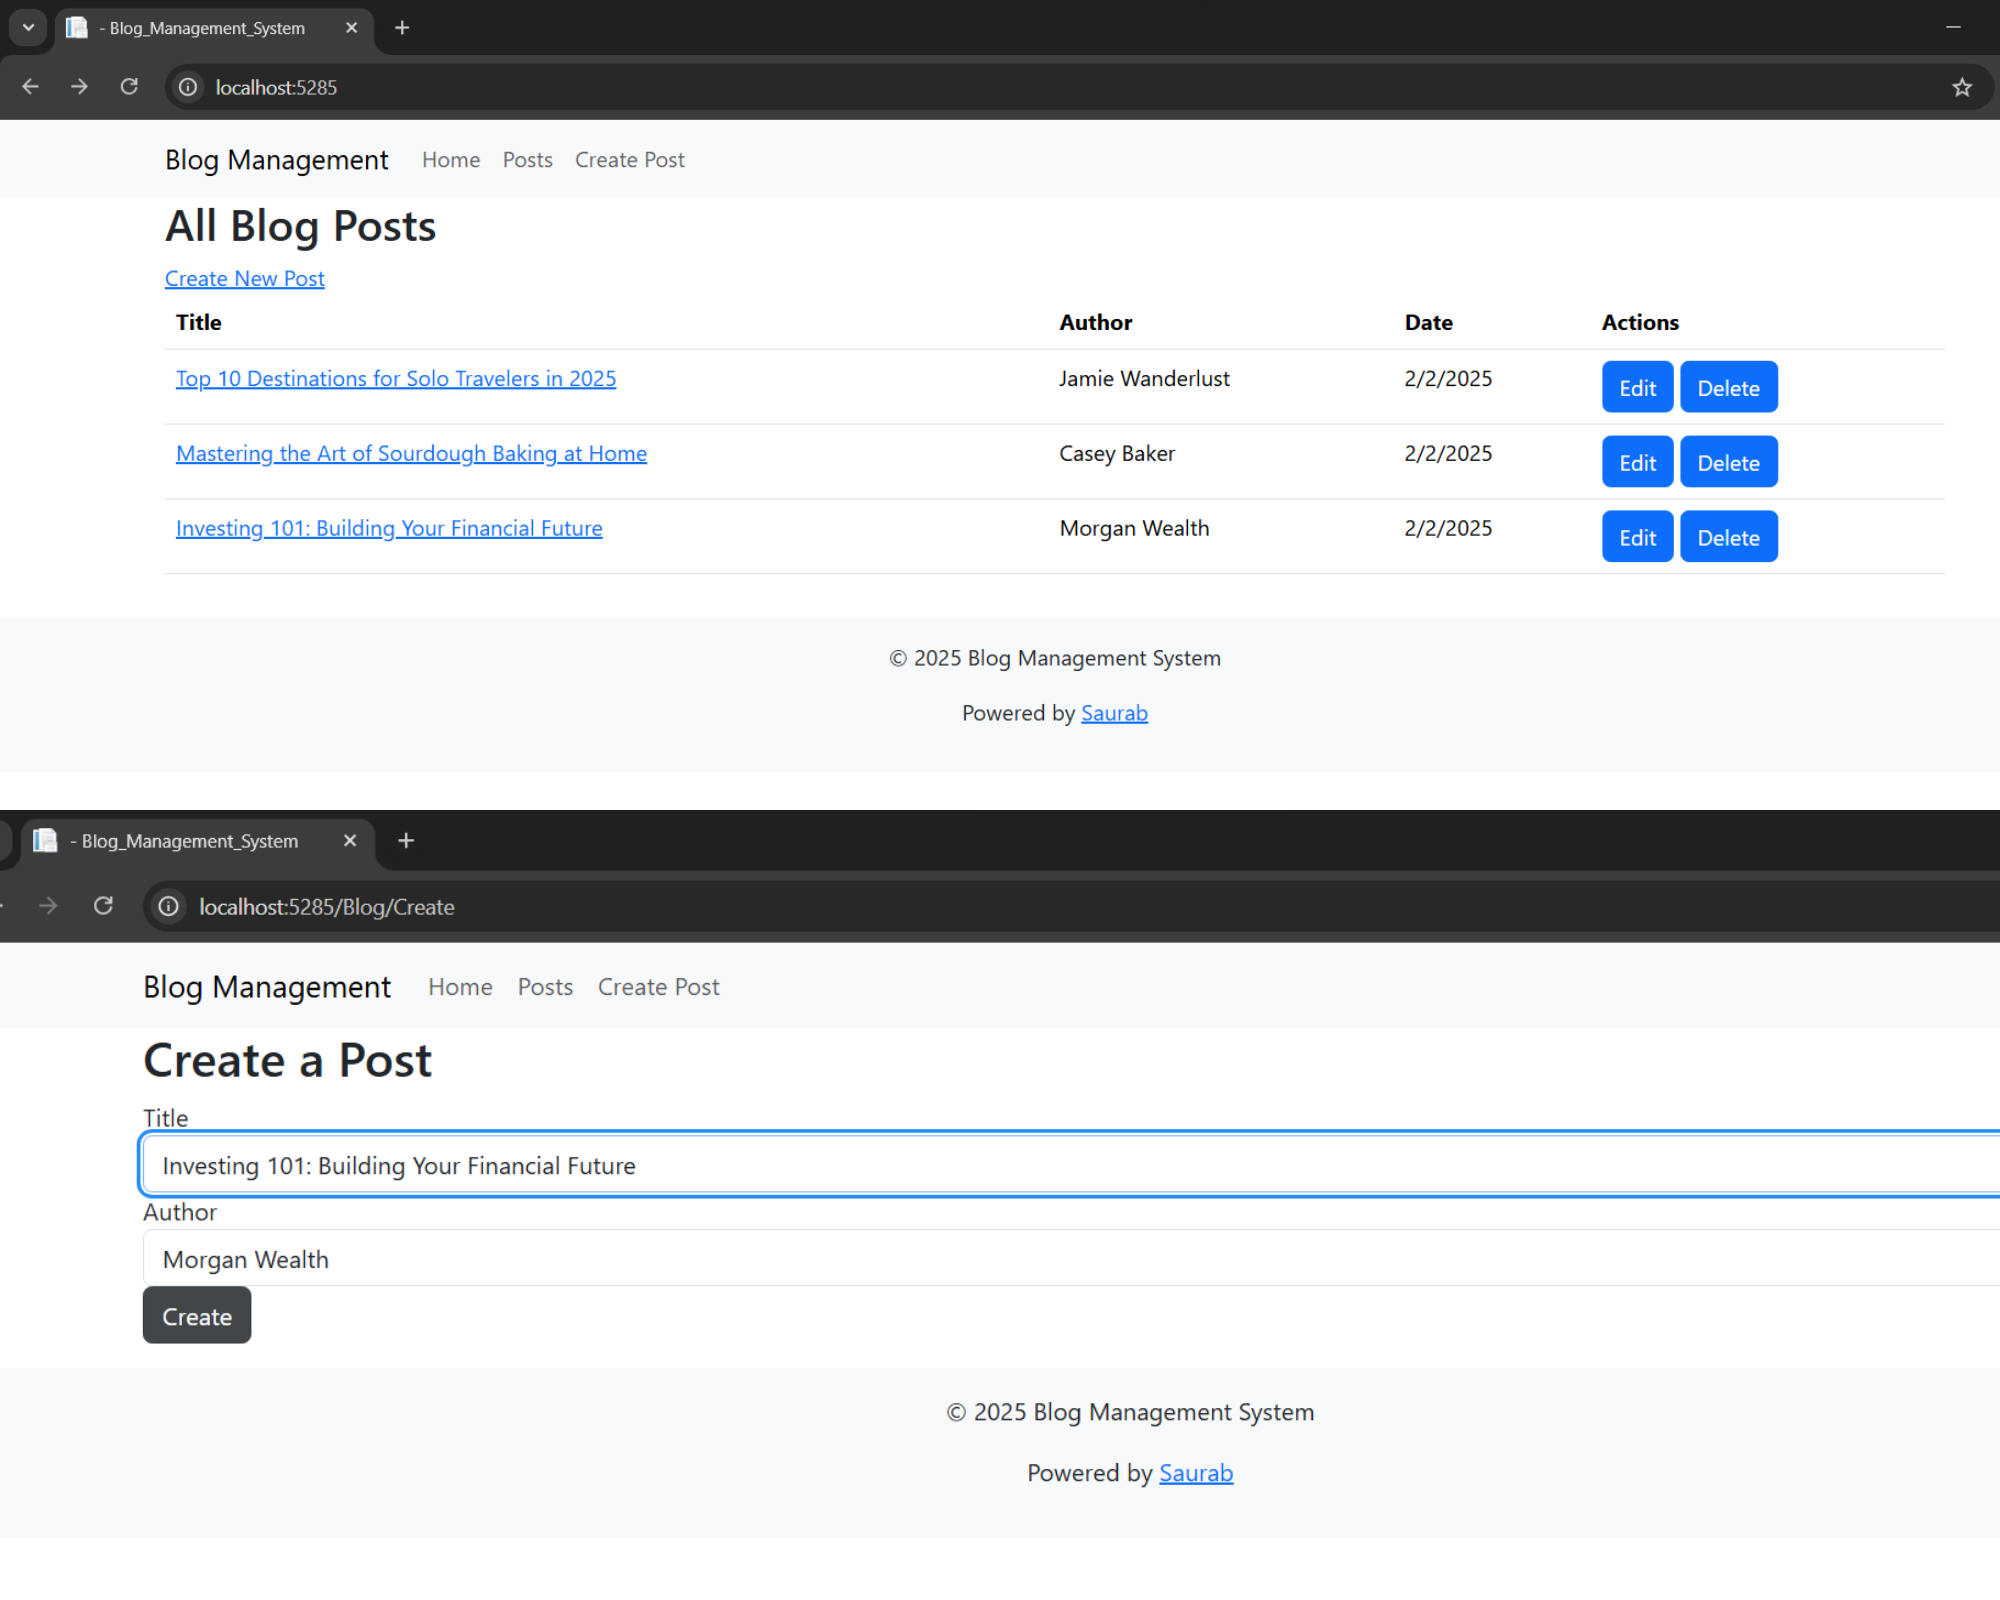 - Blog_Management_System
localhost:5285
Blog Management Home Posts Create Post
All Blog Posts
Create New Post
Title Author Date Actions
Top 10 Destinations for Solo Travelers in 2025 Jamie Wanderlust 2/2/2025 Edit Delete
Mastering the Art of Sourdough Baking at Home Casey Baker 2/2/2025 Edit Delete
Investing 101: Building Your Financial Future Morgan Wealth 2/2/2025 Edit Delete
© 2025 Blog Management System
Powered by Saurab
- Blog_Management_System
localhost:5285/Blog/Create
Blog Management Home Posts Create Post
Create a Post
Title
Investing 101: Building Your Financial Future
Author
Morgan Wealth
Create
© 2025 Blog Management System
Powered by Saurab